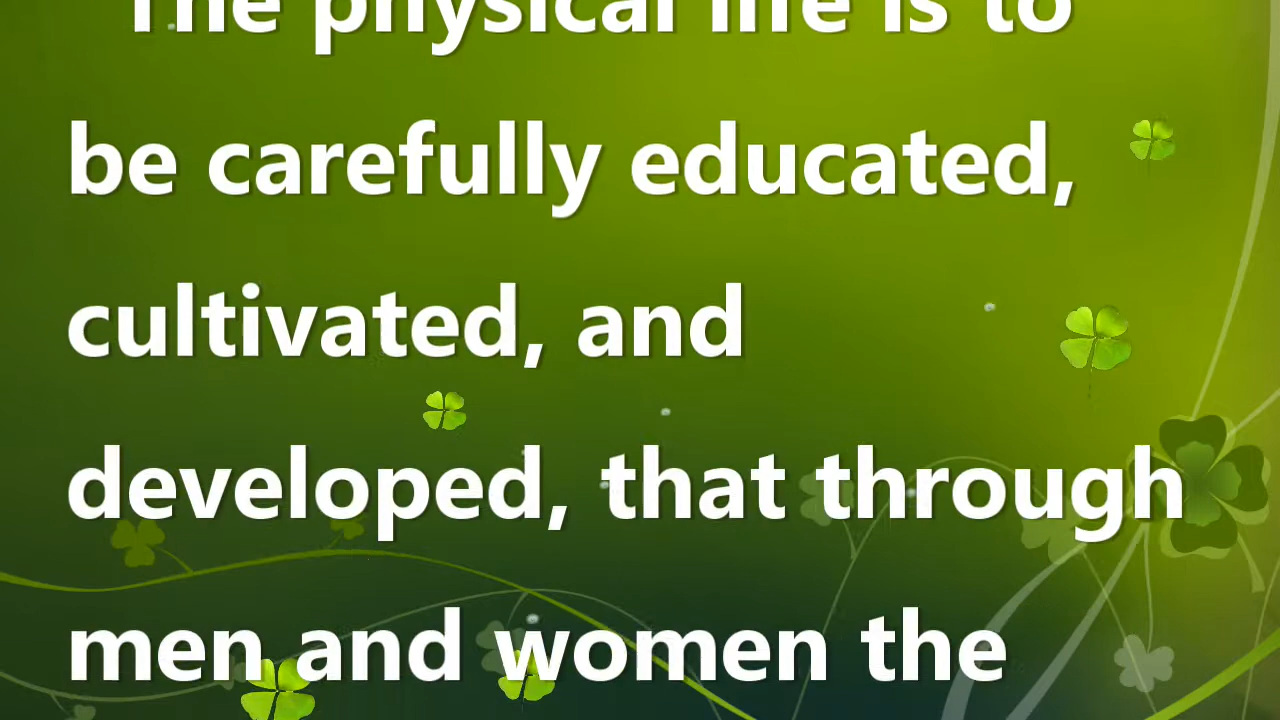 The physical life is to
be carefully educated,
cultivated, and
developed, that through
men and women the